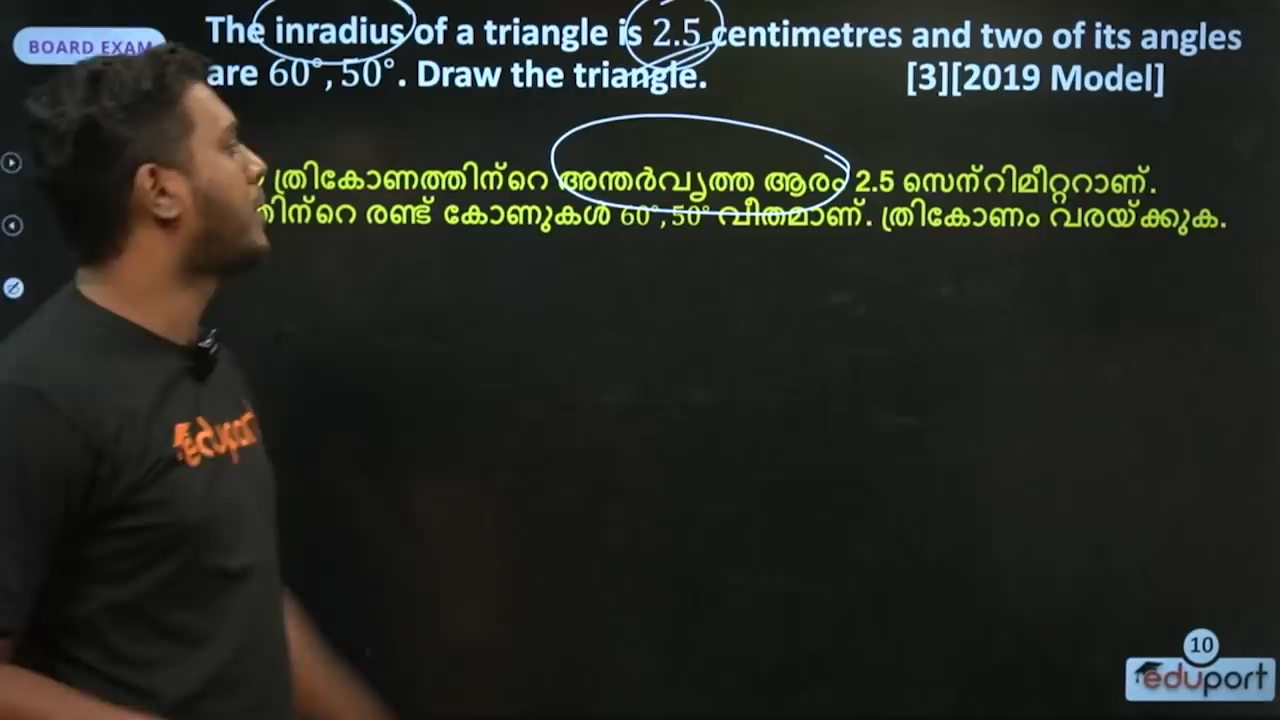 BOARD EXAM
The inradius of a triangle is 2.5 centimetres and two of its angles
are 60°, 50°. Draw the triangle. [3][2019 Model]
ത്രികോണത്തിന്റെ അന്തർവൃത്ത ആരം 2.5 സെന്റിമീറ്ററാണ്.
രണ്ട് കോണുകൾ 60°, 50° വീതമാണ്. ത്രികോണം വരയ്ക്കുക.
eduport
10
eduport